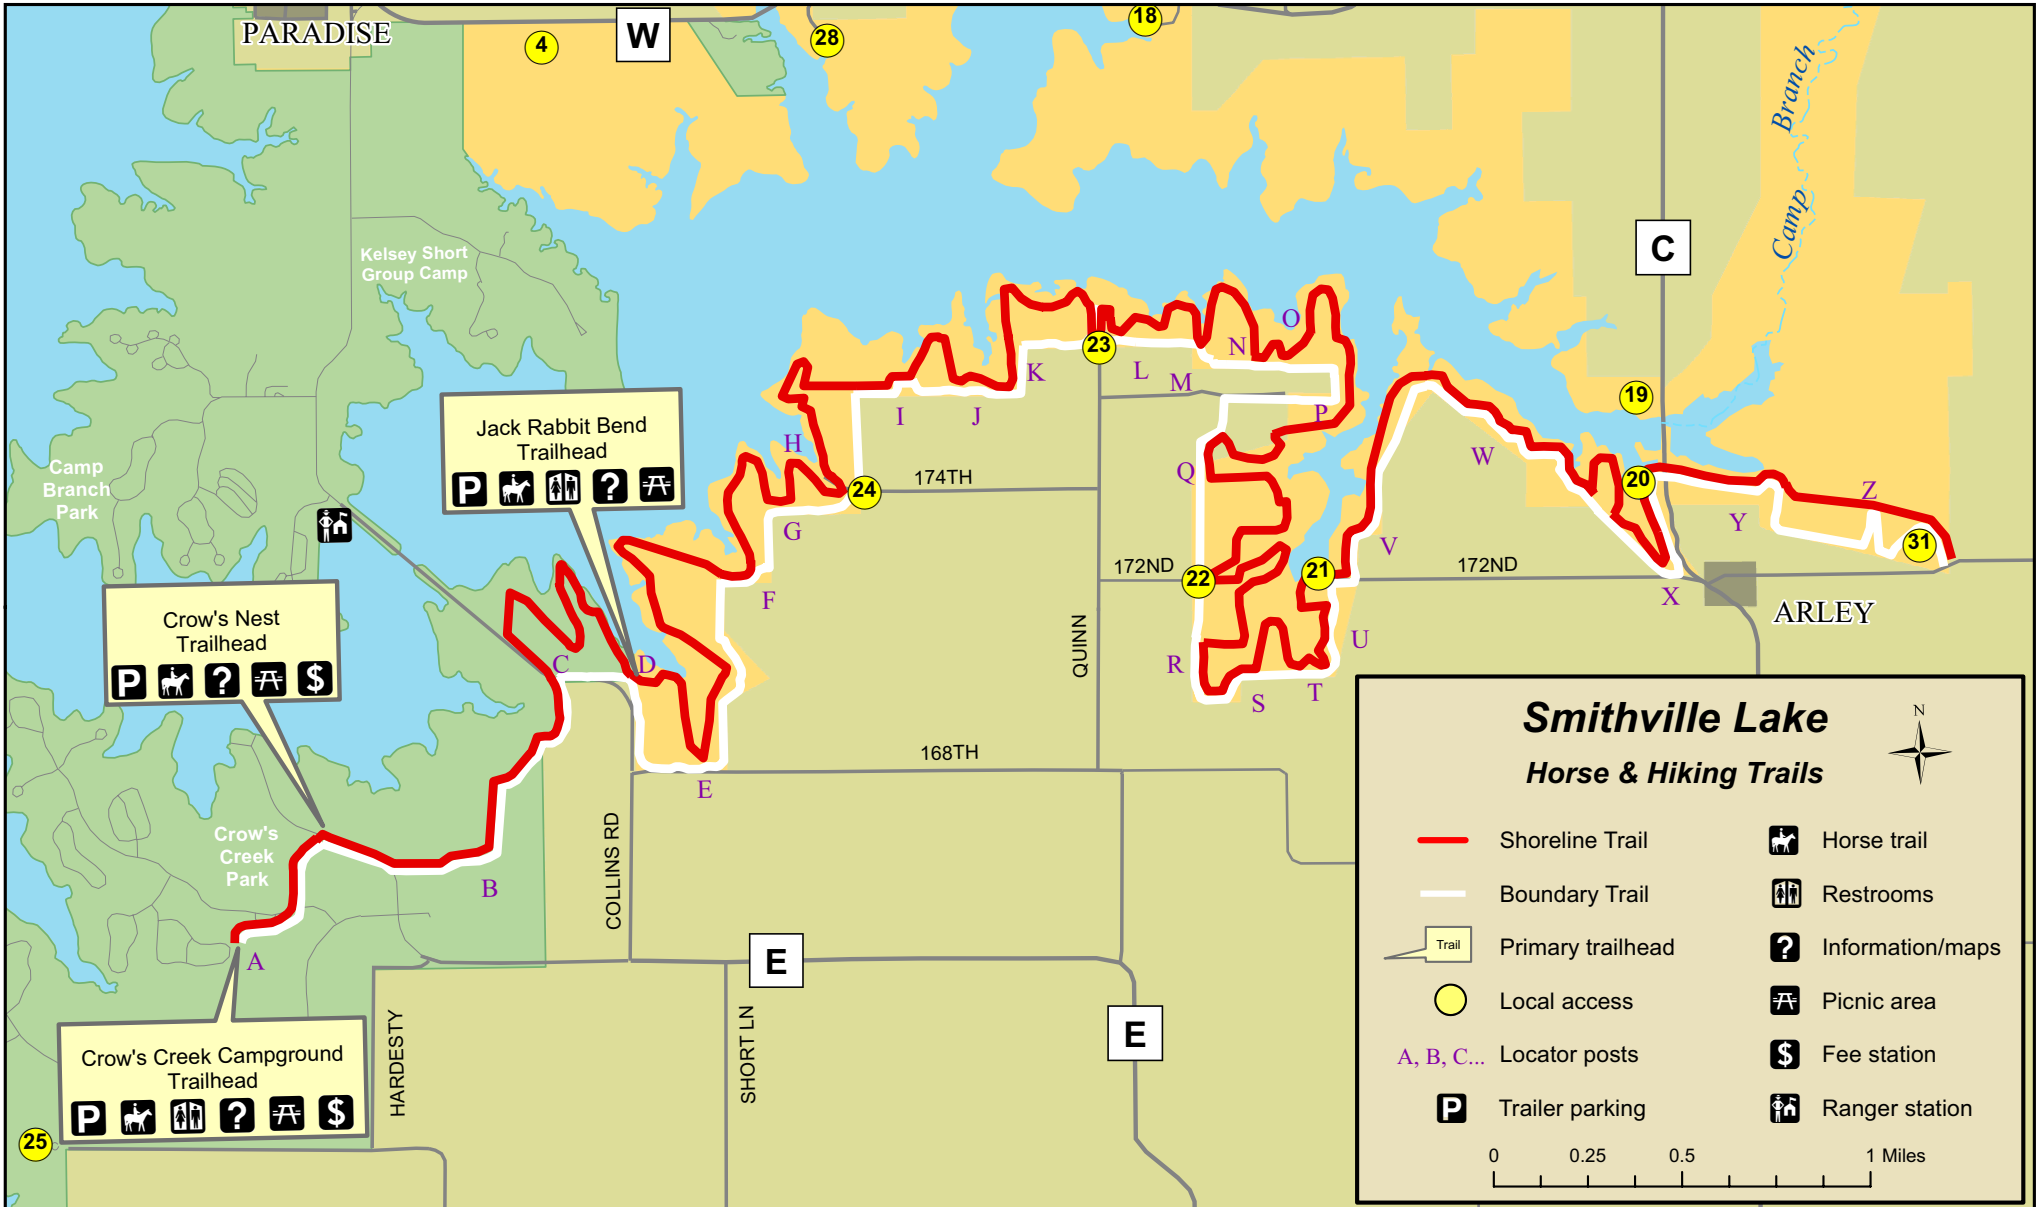 PARADISE
4
W
28
18
Camp Branch
C
Kelsey Short
Group Camp
19
Camp
Branch
Park
Jack Rabbit Bend
Trailhead
P
?
Crow's Nest
Trailhead
P
?
$
Crow's
Creek
Park
Crow's Creek Campground
Trailhead
P
?
$
25
A
B
C
D
E
F
G
H
I
J
K
L
M
N
O
P
Q
R
S
T
U
V
W
X
Y
Z
23
24
22
21
20
31
174TH
172ND
172ND
168TH
QUINN
COLLINS RD
HARDESTY
SHORT LN
E
E
ARLEY
Smithville Lake
Horse & Hiking Trails
N
Shoreline Trail
Boundary Trail
Trail
Primary trailhead
Local access
A, B, C...
Locator posts
P
Trailer parking
Horse trail
Restrooms
?
Information/maps
Picnic area
$
Fee station
Ranger station
0
0.25
0.5
1 Miles